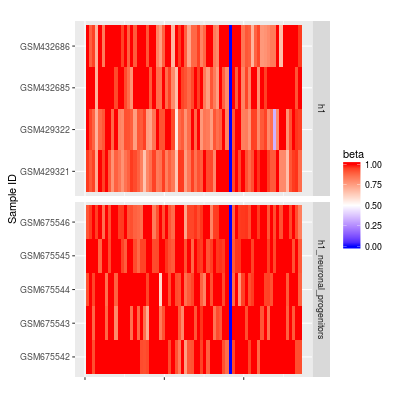 Sample ID
GSM432686
GSM432685
GSM429322
GSM429321
h1
GSM675546
GSM675545
GSM675544
GSM675543
GSM675542
h1_neuronal_progenitors
beta
1.00
0.75
0.50
0.25
0.00